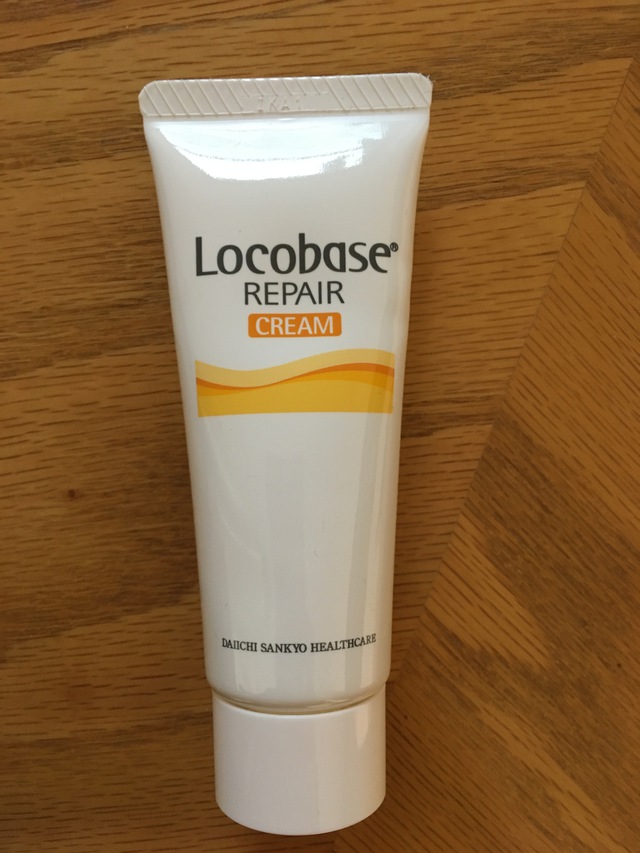 Locobase®
REPAIR
CREAM
DAIICHI SANKYO HEALTHCARE